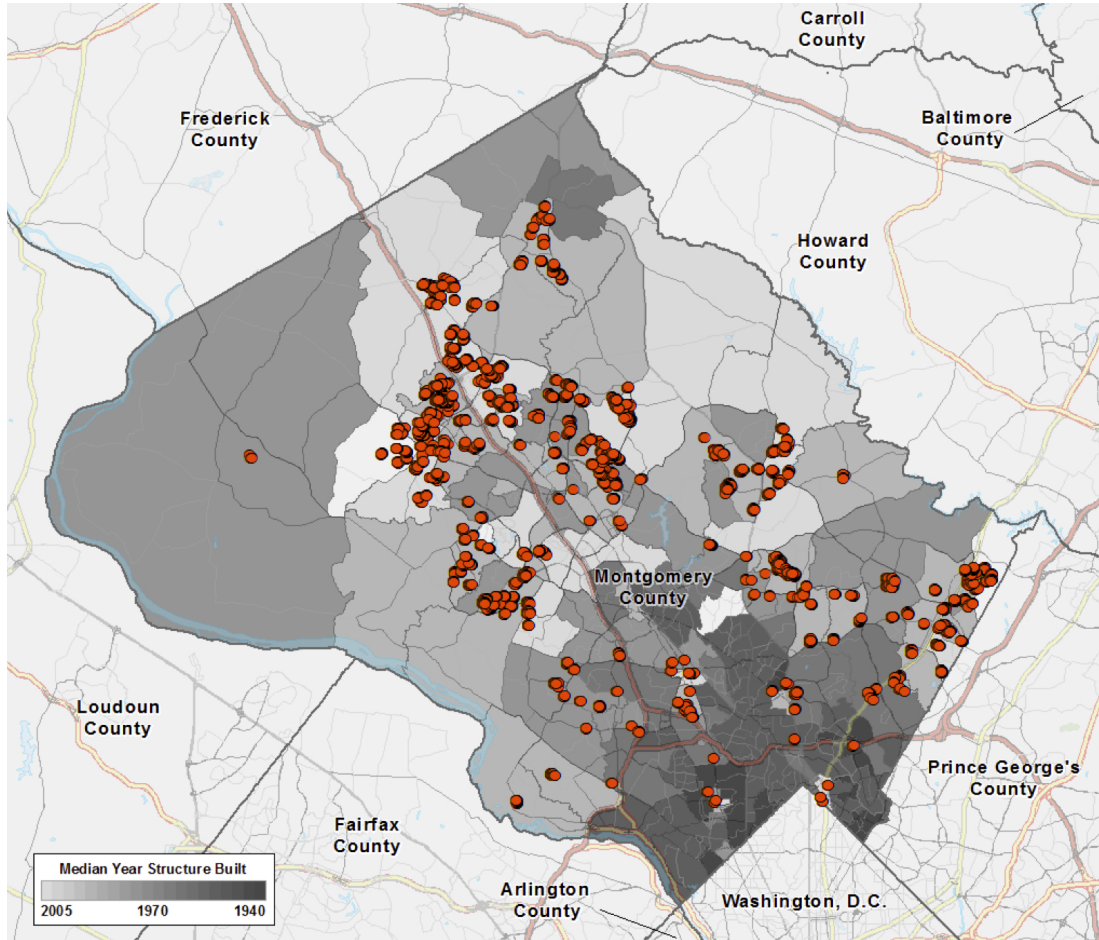 Carroll
County
Frederick
County
Baltimore
County
Howard
County
Montgomery
County
Loudoun
County
Prince George's
County
Fairfax
County
Median Year Structure Built
2005 1970 1940
Arlington
County
Washington, D.C.